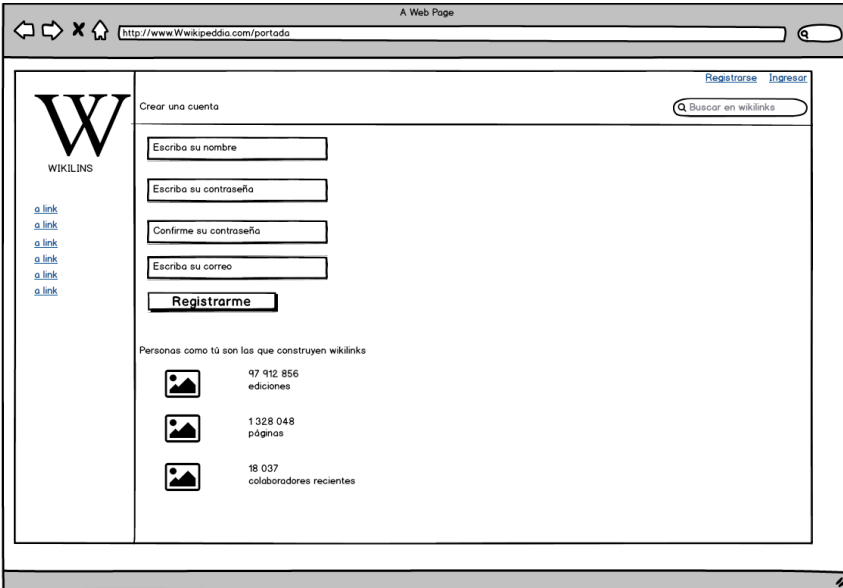 A Web Page
http://www.Wwikipeddia.com/portada
Registrarse Ingresar
Crear una cuenta
Buscar en wikilinks
W
WIKILINS
a link
a link
a link
a link
a link
a link
Escriba su nombre
Escriba su contraseña
Confirme su contraseña
Escriba su correo
Registrarme
Personas como tú son las que construyen wikilinks
97 912 856
ediciones
1 328 048
páginas
18 037
colaboradores recientes